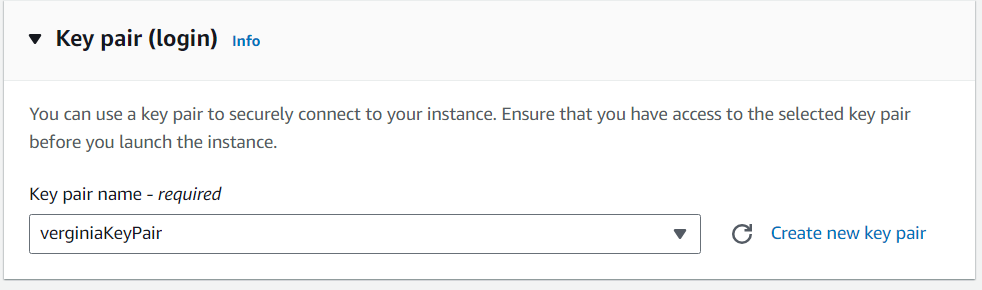 Key pair (login) Info
You can use a key pair to securely connect to your instance. Ensure that you have access to the selected key pair
before you launch the instance.
Key pair name - required
verginiaKeyPair
Create new key pair